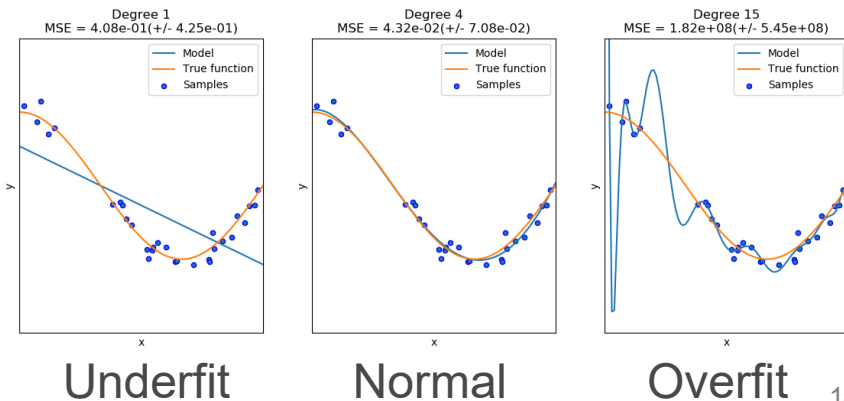 Degree 1
MSE = 4.08e-01(+/- 4.25e-01)
Model
True function
Samples
y
x
Underfit
Degree 4
MSE = 4.32e-02(+/- 7.08e-02)
Model
True function
Samples
y
x
Normal
Degree 15
MSE = 1.82e+08(+/- 5.45e+08)
Model
True function
Samples
y
x
Overfit